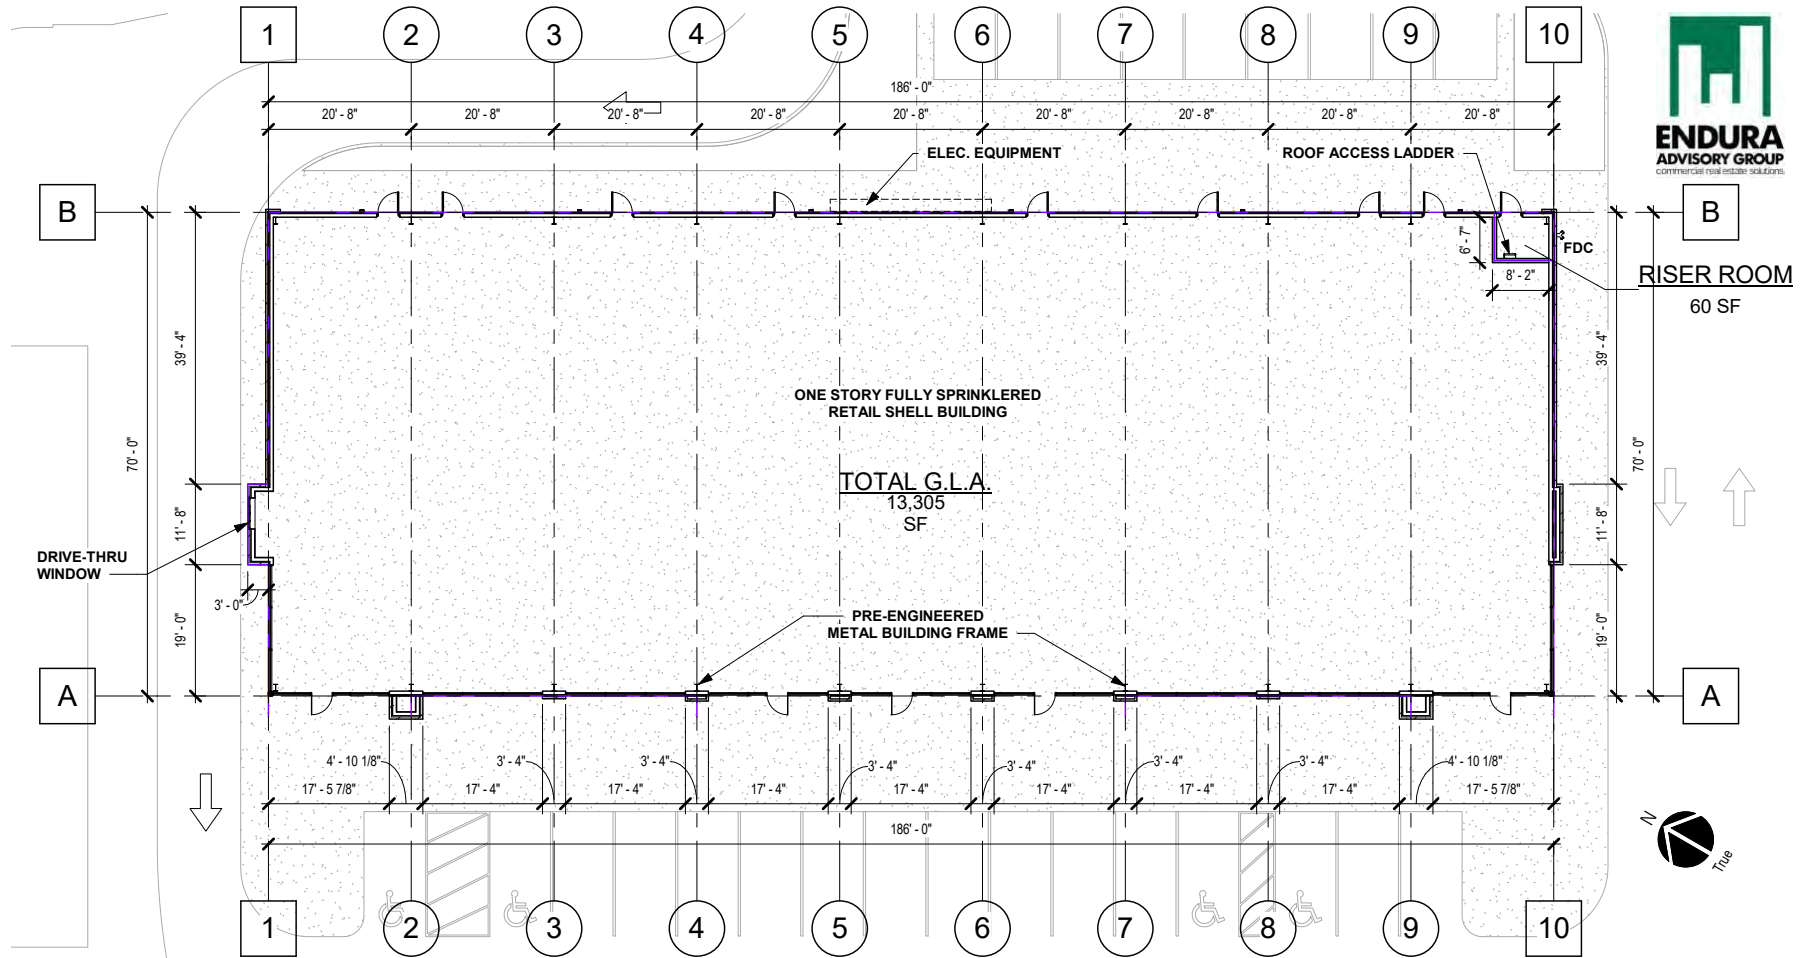 1
2
3
4
5
6
7
8
9
10
ENDURA
ADVISORY GROUP
commercial real estate solutions
186' - 0"
20' - 8"
20' - 8"
20' - 8"
20' - 8"
20' - 8"
20' - 8"
20' - 8"
20' - 8"
20' - 8"
ELEC. EQUIPMENT
ROOF ACCESS LADDER
B
B
6' - 7"
FDC
8' - 2"
RISER ROOM
60 SF
39' - 4"
39' - 4"
ONE STORY FULLY SPRINKLERED
RETAIL SHELL BUILDING
70' - 0"
70' - 0"
TOTAL G.L.A.
13,305
SF
11' - 8"
11' - 8"
DRIVE-THRU
WINDOW
3' - 0"
19' - 0"
19' - 0"
PRE-ENGINEERED
METAL BUILDING FRAME
A
A
4' - 10 1/8"
3' - 4"
3' - 4"
3' - 4"
3' - 4"
3' - 4"
3' - 4"
4' - 10 1/8"
17' - 5 7/8"
17' - 4"
17' - 4"
17' - 4"
17' - 4"
17' - 4"
17' - 4"
17' - 4"
17' - 5 7/8"
186' - 0"
N
True
1
2
3
4
5
6
7
8
9
10